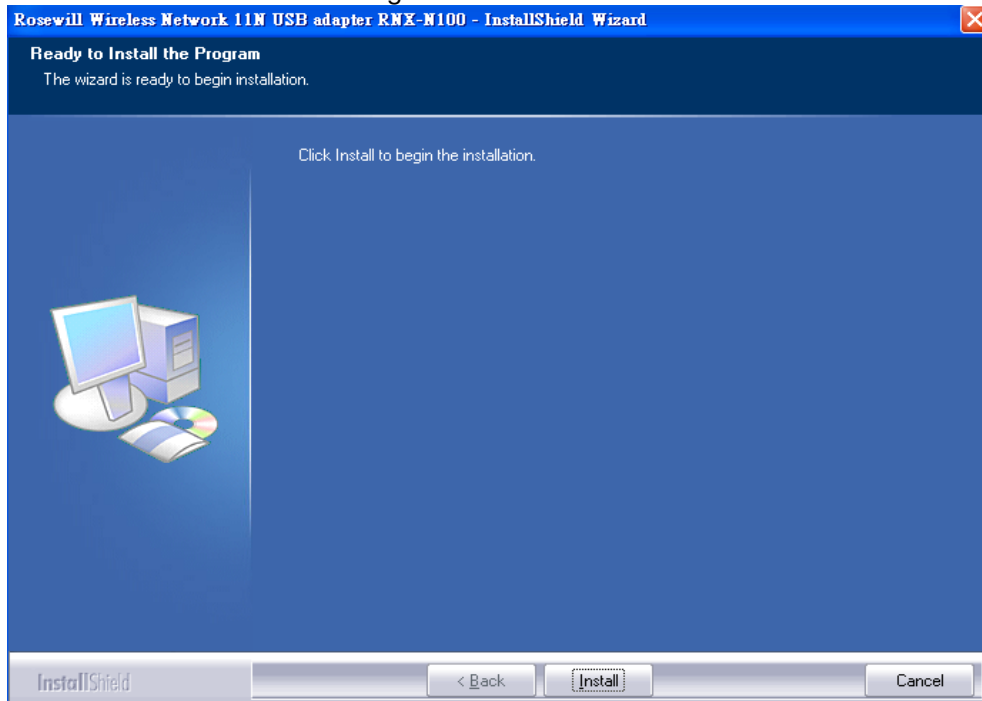 Rosewill Wireless Network 11N USB adapter RNX-N100 - InstallShield Wizard
Ready to Install the Program
The wizard is ready to begin installation.
Click Install to begin the installation.
InstallShield
< Back
Install
Cancel